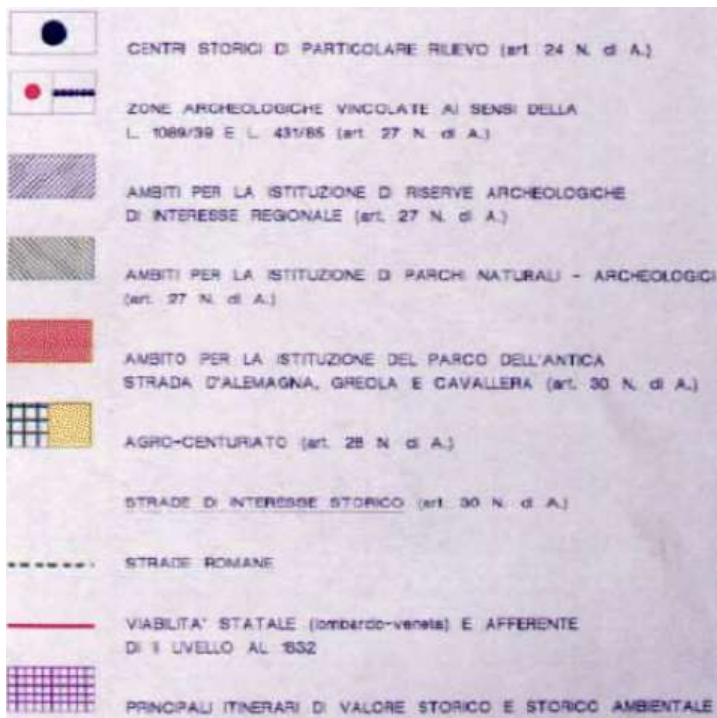 CENTRI STORICI DI PARTICOLARE RILIEVO (art. 24 N. di A.)
ZONE ARCHEOLOGICHE VINCOLATE AI SENSI DELLA
L. 1089/39 E L. 431/85 (art. 27 N. di A.)
AMBITI PER LA ISTITUZIONE DI RISERVE ARCHEOLOGICHE
DI INTERESSE REGIONALE (art. 27 N. di A.)
AMBITI PER LA ISTITUZIONE DI PARCHI NATURALI - ARCHEOLOGICI
(art. 27 N. di A.)
AMBITO PER LA ISTITUZIONE DEL PARCO DELL'ANTICA
STRADA D'ALEMAGNA, GREOLA E CAVALLERA (art. 30 N. di A.)
AGRO-CENTURIATO (art. 28 N. di A.)
STRADE DI INTERESSE STORICO (art. 30 N. di A.)
STRADE ROMANE
VIABILITA' STATALE (lombardo-veneta) E AFFERENTE
DI II LIVELLO AL 1832
PRINCIPALI ITINERARI DI VALORE STORICO E STORICO AMBIENTALE